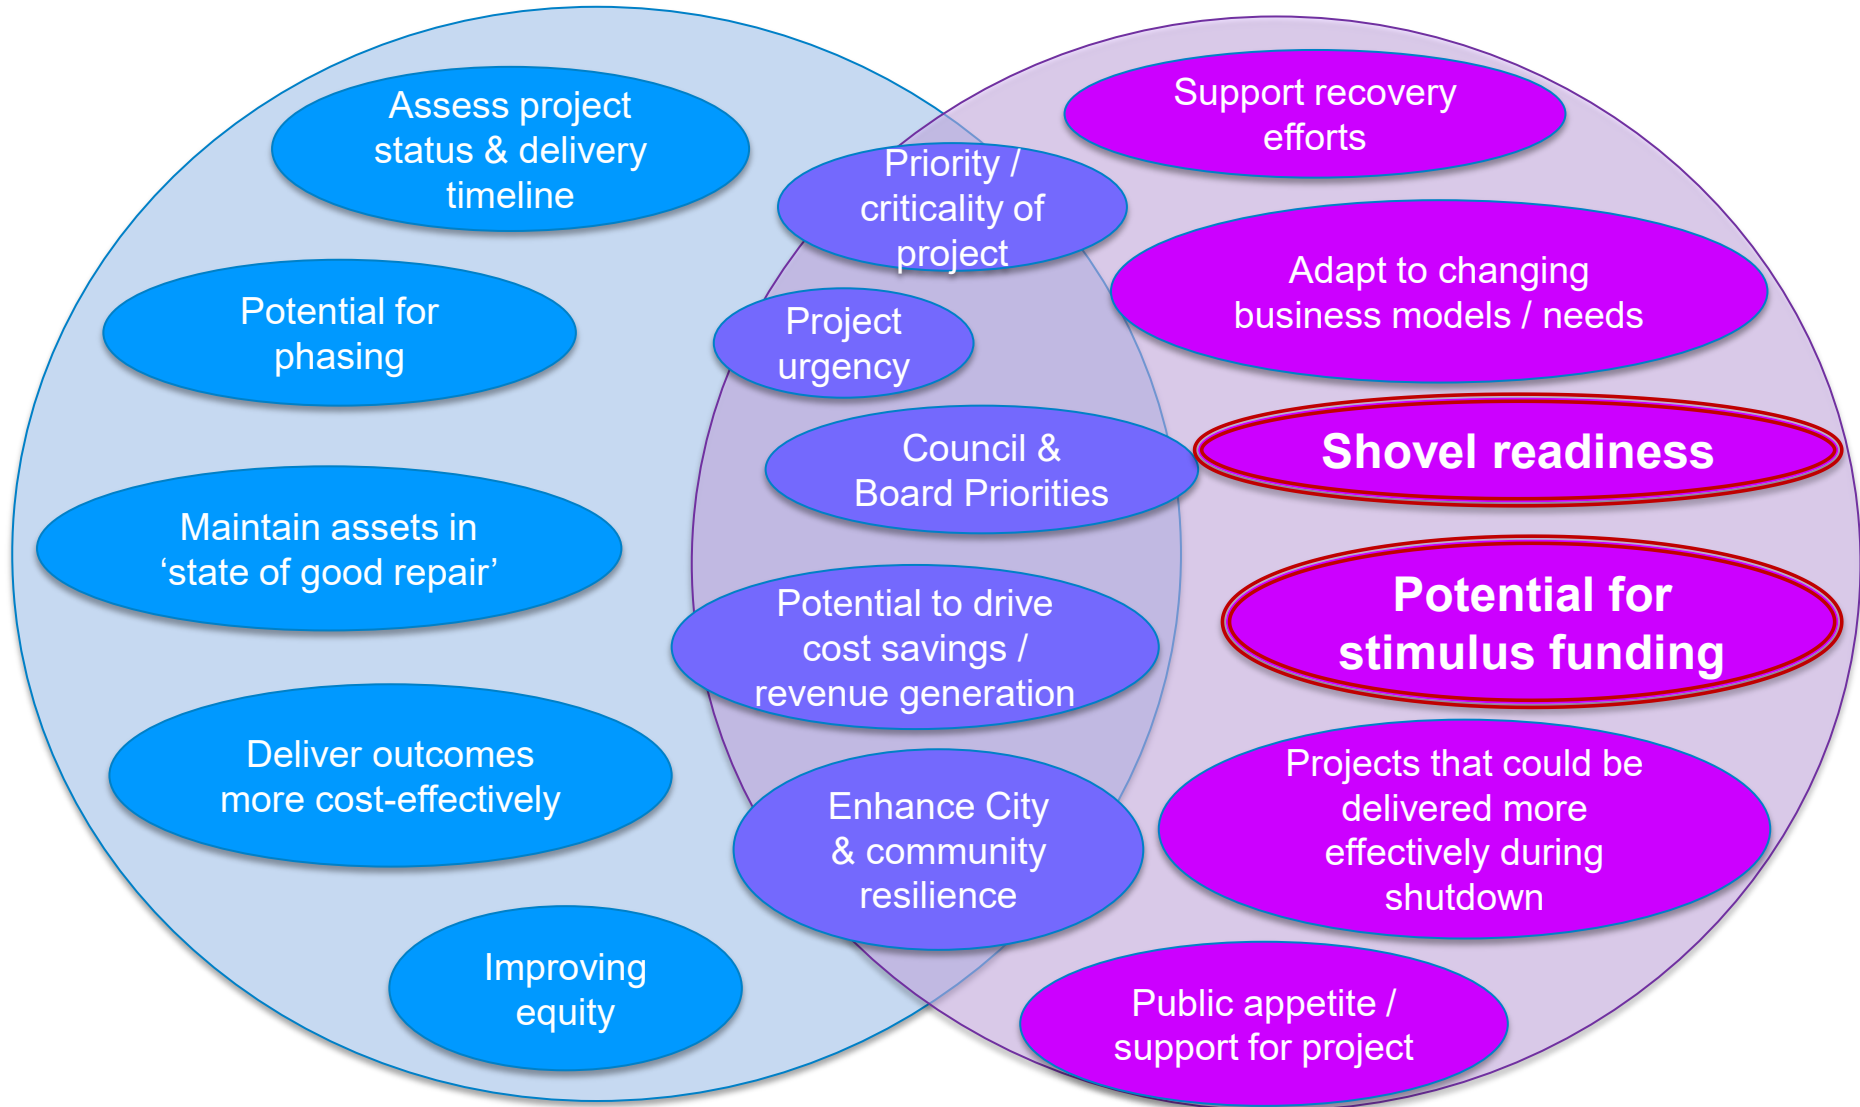 Assess project
status & delivery
timeline
Potential for
phasing
Maintain assets in
‘state of good repair’
Deliver outcomes
more cost-effectively
Improving
equity
Priority /
criticality of
project
Project
urgency
Council &
Board Priorities
Potential to drive
cost savings /
revenue generation
Enhance City
& community
resilience
Support recovery
efforts
Adapt to changing
business models / needs
Shovel readiness
Potential for
stimulus funding
Projects that could be
delivered more
effectively during
shutdown
Public appetite /
support for project